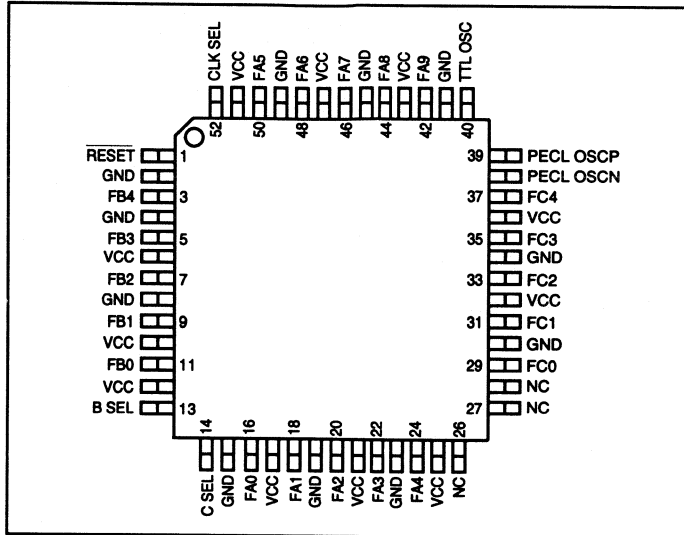 CLK SEL
VCC
FA5
GND
FA6
VCC
FA7
GND
FA8
VCC
FA9
GND
TTL OSC
52
50
48
46
44
42
40
RESET 1
GND
FB4 3
GND
FB3 5
VCC
FB2 7
GND
FB1 9
VCC
FB0 11
VCC
B SEL 13
39 PECL OSCP
PECL OSCN
37 FC4
VCC
35 FC3
GND
33 FC2
VCC
31 FC1
GND
29 FC0
NC
27 NC
14
16
18
20
22
24
26
C SEL
GND
FA0
VCC
FA1
GND
FA2
VCC
FA3
GND
FA4
VCC
NC